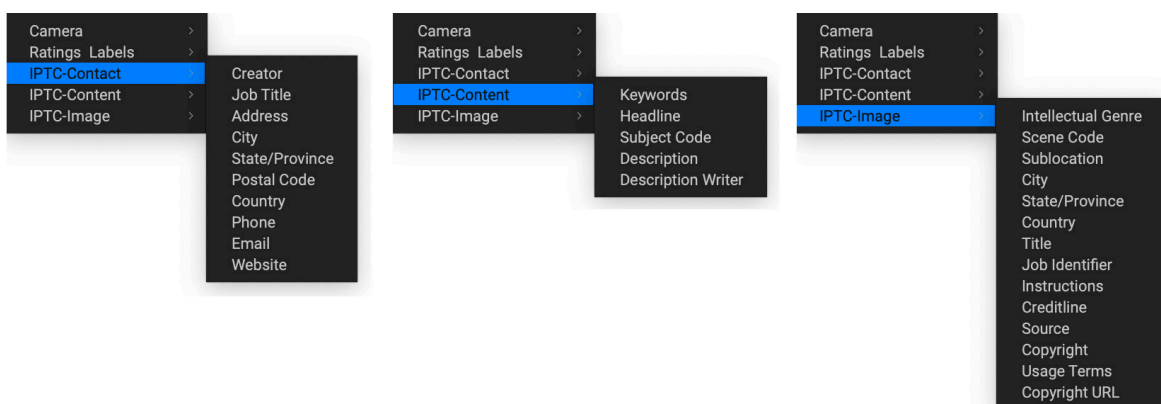 Camera
Ratings Labels
IPTC-Contact
IPTC-Content
IPTC-Image
Creator
Job Title
Address
City
State/Province
Postal Code
Country
Phone
Email
Website
Camera
Ratings Labels
IPTC-Contact
IPTC-Content
IPTC-Image
Keywords
Headline
Subject Code
Description
Description Writer
Camera
Ratings Labels
IPTC-Contact
IPTC-Content
IPTC-Image
Intellectual Genre
Scene Code
Sublocation
City
State/Province
Country
Title
Job Identifier
Instructions
Creditline
Source
Copyright
Usage Terms
Copyright URL